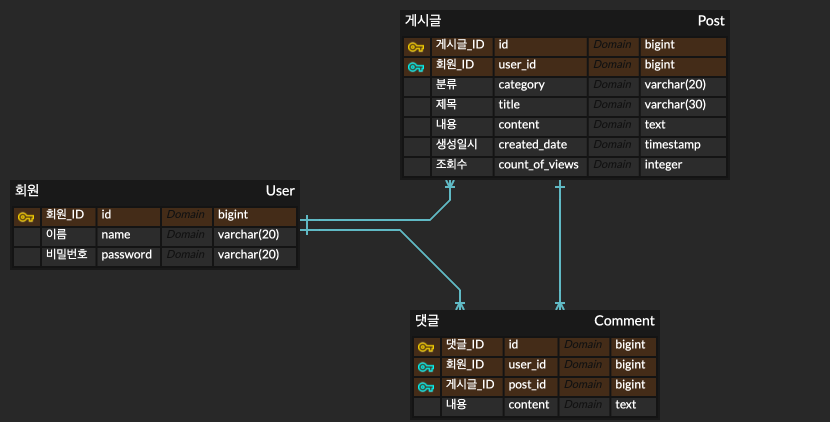 게시글 Post
게시글_ID id Domain bigint
회원_ID user_id Domain bigint
분류 category Domain varchar(20)
제목 title Domain varchar(30)
내용 content Domain text
생성일시 created_date Domain timestamp
조회수 count_of_views Domain integer
회원 User
회원_ID id Domain bigint
이름 name Domain varchar(20)
비밀번호 password Domain varchar(20)
댓글 Comment
댓글_ID id Domain bigint
회원_ID user_id Domain bigint
게시글_ID post_id Domain bigint
내용 content Domain text